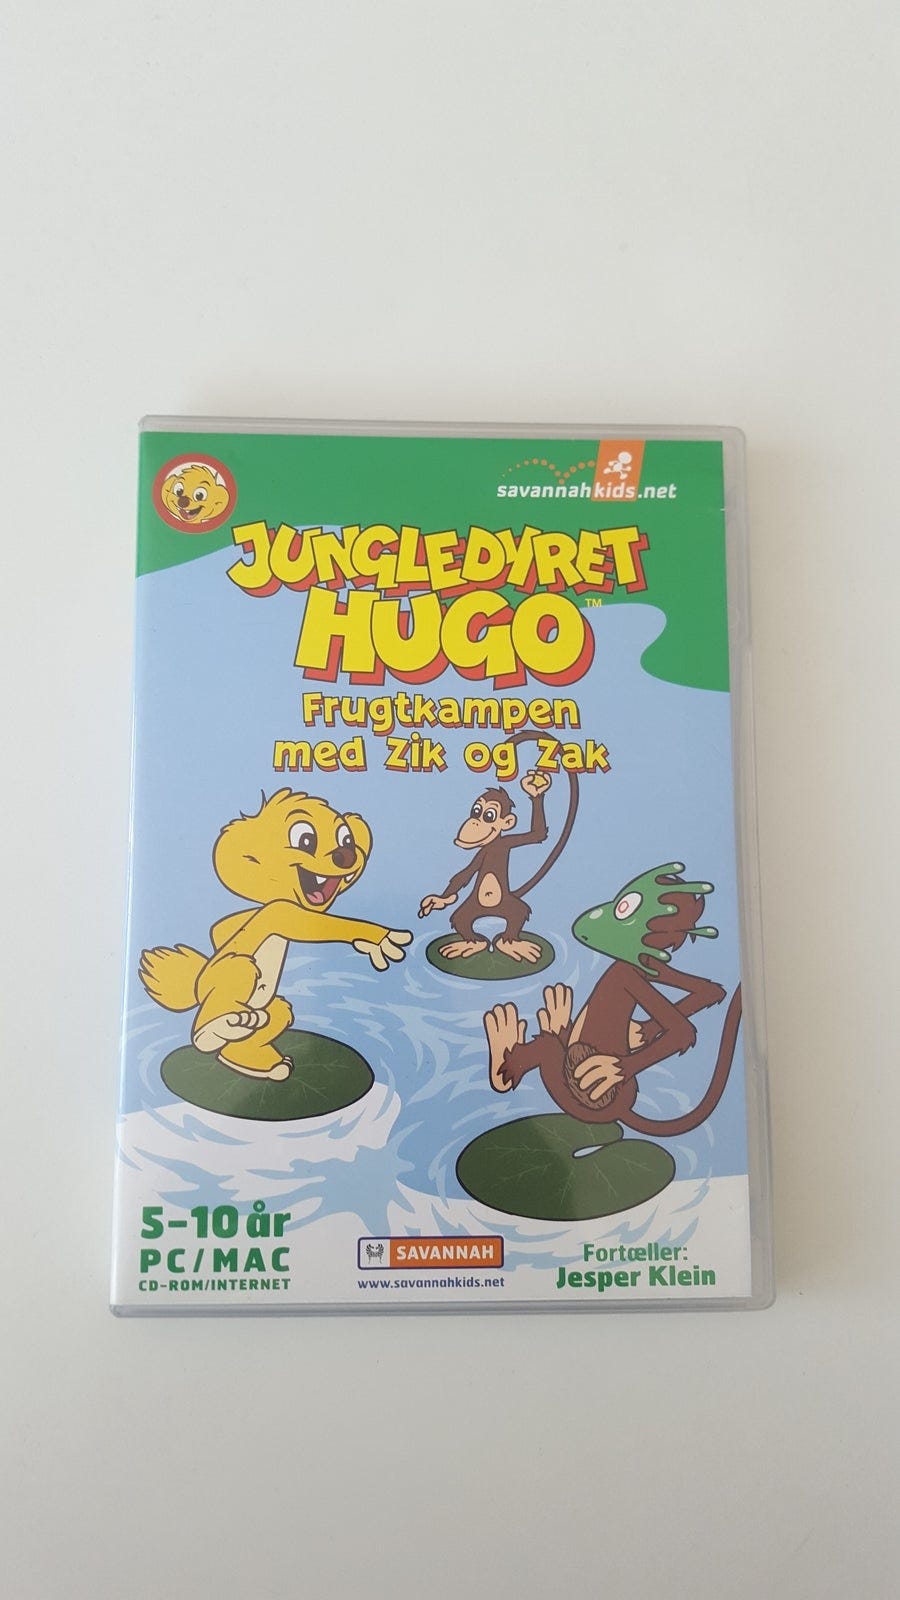 savannahkids.net
JUNGLEDYRET
HUGO™
Frugtkampen
med Zik og Zak
5-10 år
PC/MAC
CD-ROM/INTERNET
SAVANNAH
www.savannahkids.net
Fortæller:
Jesper Klein